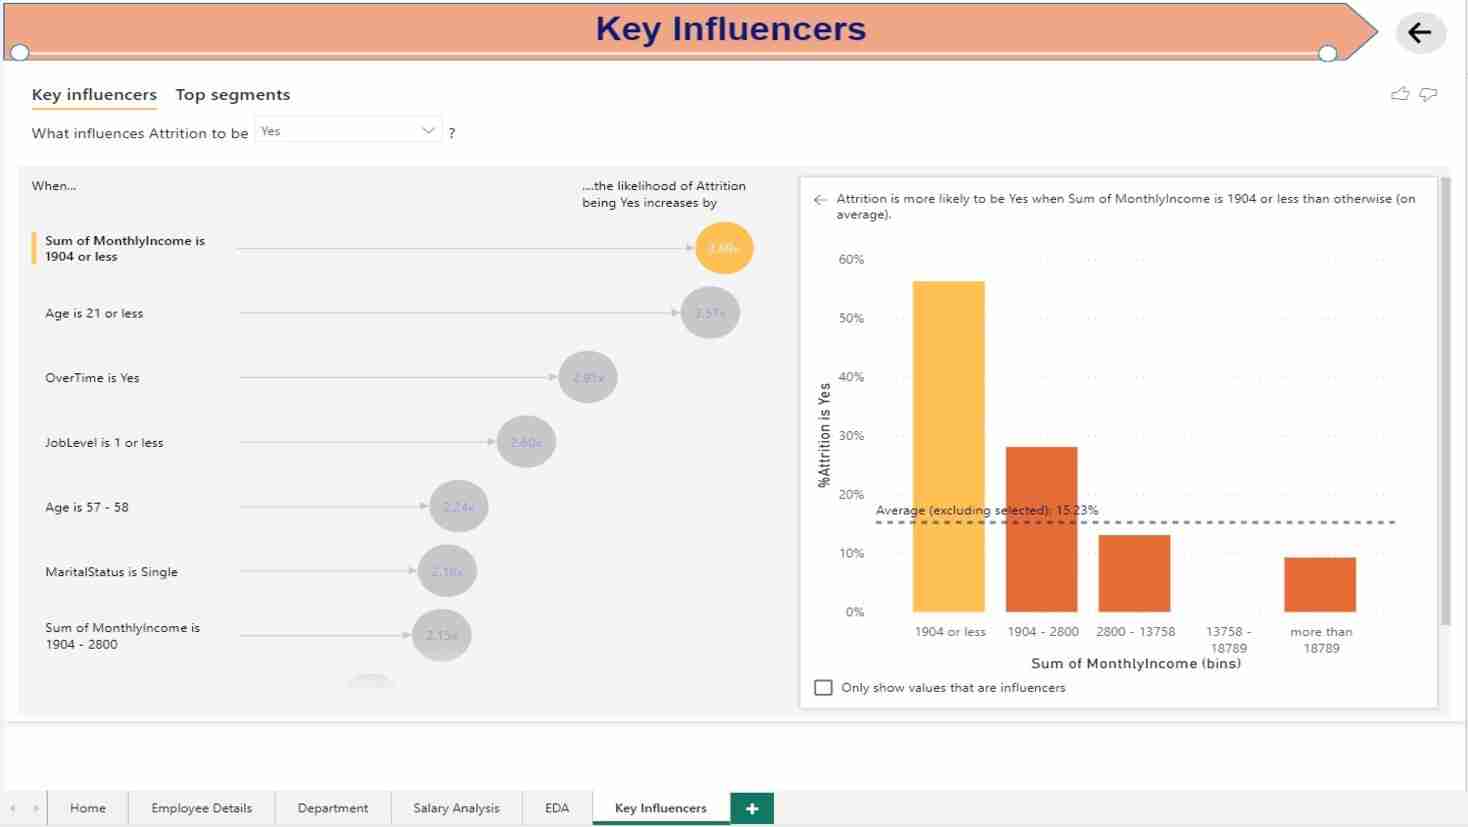 Key Influencers
Key influencers
Top segments
What influences Attrition to be
Yes
?
When...
....the likelihood of Attrition
being Yes increases by
Sum of MonthlyIncome is
1904 or less
Age is 21 or less
OverTime is Yes
2.91x
JobLevel is 1 or less
2.60x
Age is 57 - 58
2.24x
MaritalStatus is Single
Sum of MonthlyIncome is
1904 - 2800
2.15x
Attrition is more likely to be Yes when Sum of MonthlyIncome is 1904 or less than otherwise (on
average).
60%
50%
40%
30%
20%
10%
0%
%Attrition is Yes
Average (excluding selected): 15.23%
1904 or less
1904 - 2800
2800 - 13758
13758 -
18789
more than
18789
Sum of MonthlyIncome (bins)
Only show values that are influencers
Home
Employee Details
Department
Salary Analysis
EDA
Key Influencers